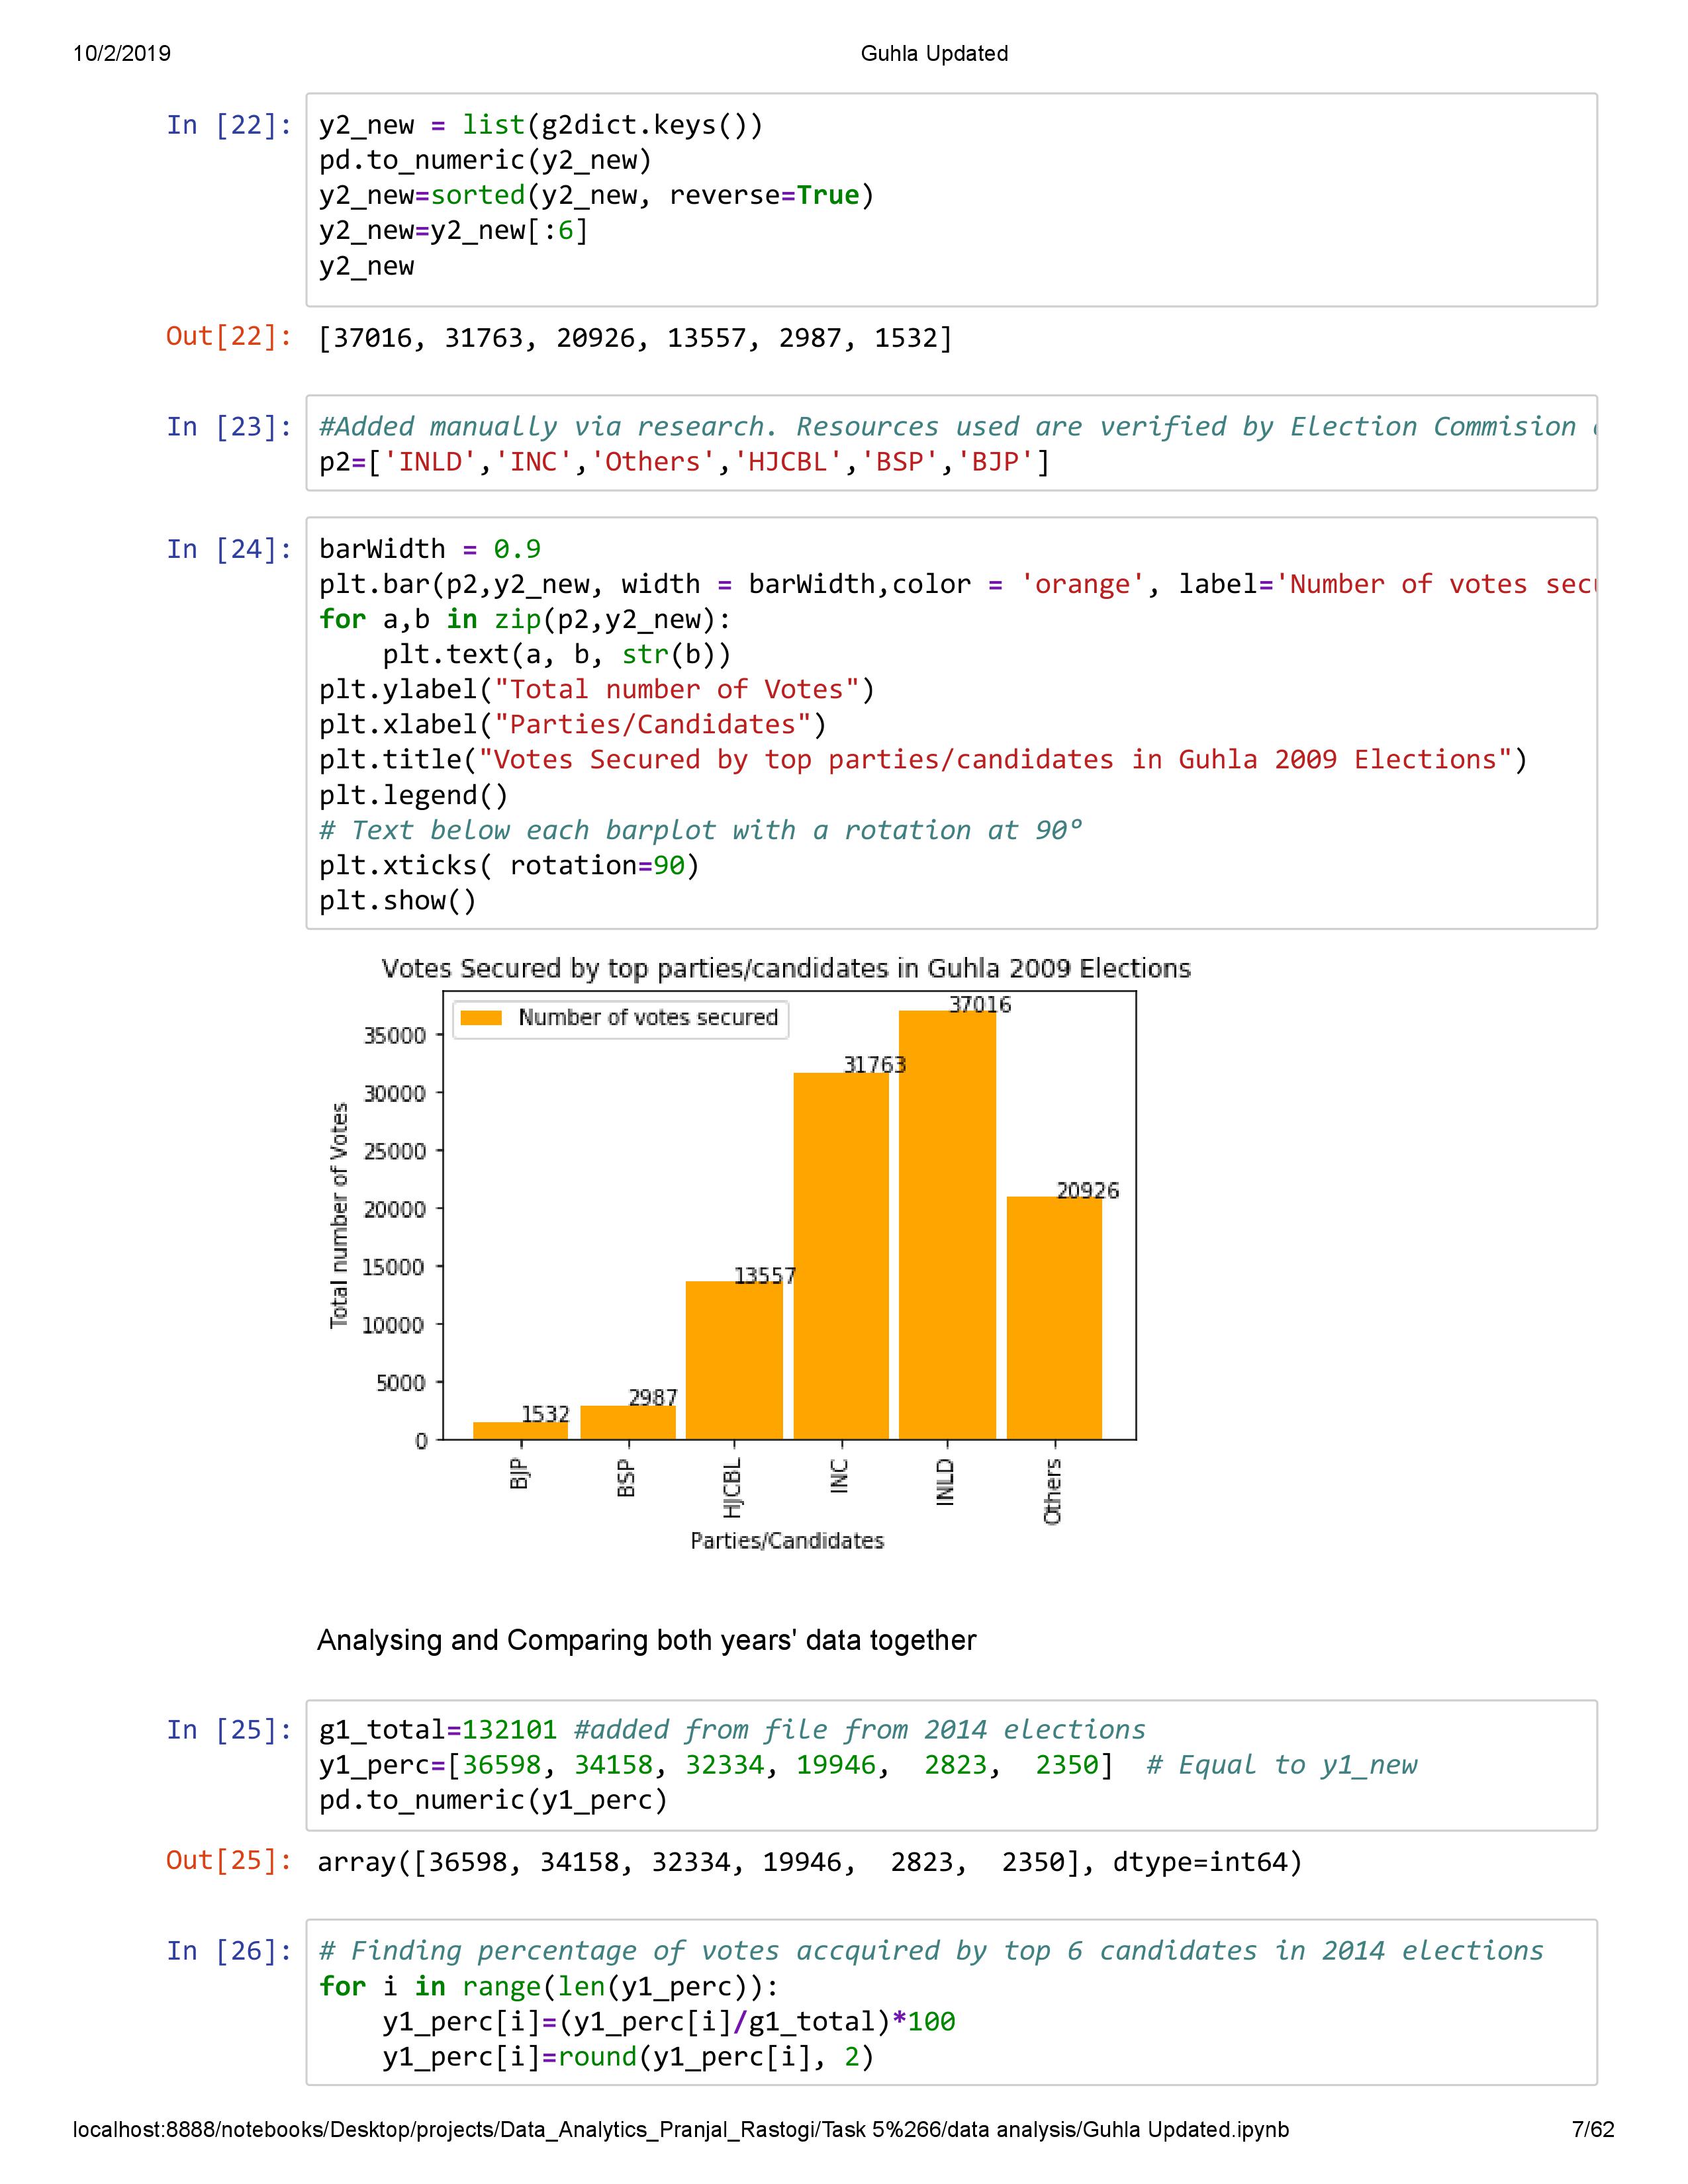 10/2/2019 Guhla Updated
In [22]: y2_new = list(g2dict.keys())
pd.to_numeric(y2_new)
y2_new=sorted(y2_new, reverse=True)
y2_new=y2_new[:6]
y2_new
Out[22]: [37016, 31763, 20926, 13557, 2987, 1532]
In [23]: #Added manually via research. Resources used are verified by Election Commision
p2=['INLD','INC','Others','HJCBL','BSP','BJP']
In [24]: barWidth = 0.9
plt.bar(p2,y2_new, width = barWidth,color = 'orange', label='Number of votes
for a,b in zip(p2,y2_new):
    plt.text(a, b, str(b))
plt.ylabel("Total number of Votes")
plt.xlabel("Parties/Candidates")
plt.title("Votes Secured by top parties/candidates in Guhla 2009 Elections")
plt.legend()
# Text below each barplot with a rotation at 90º
plt.xticks( rotation=90)
plt.show()
Votes Secured by top parties/candidates in Guhla 2009 Elections
Number of votes secured
Total number of Votes
35000
30000
25000
20000
15000
10000
5000
0
1532
2987
13557
31763
37016
20926
BJP
BSP
HJCBL
INC
INLD
Others
Parties/Candidates
Analysing and Comparing both years' data together
In [25]: g1_total=132101 #added from file from 2014 elections
y1_perc=[36598, 34158, 32334, 19946,  2823,  2350]  # Equal to y1_new
pd.to_numeric(y1_perc)
Out[25]: array([36598, 34158, 32334, 19946,  2823,  2350], dtype=int64)
In [26]: # Finding percentage of votes accquired by top 6 candidates in 2014 elections
for i in range(len(y1_perc)):
    y1_perc[i]=(y1_perc[i]/g1_total)*100
    y1_perc[i]=round(y1_perc[i], 2)
localhost:8888/notebooks/Desktop/projects/Data_Analytics_Pranjal_Rastogi/Task 5%266/data analysis/Guhla Updated.ipynb 7/62